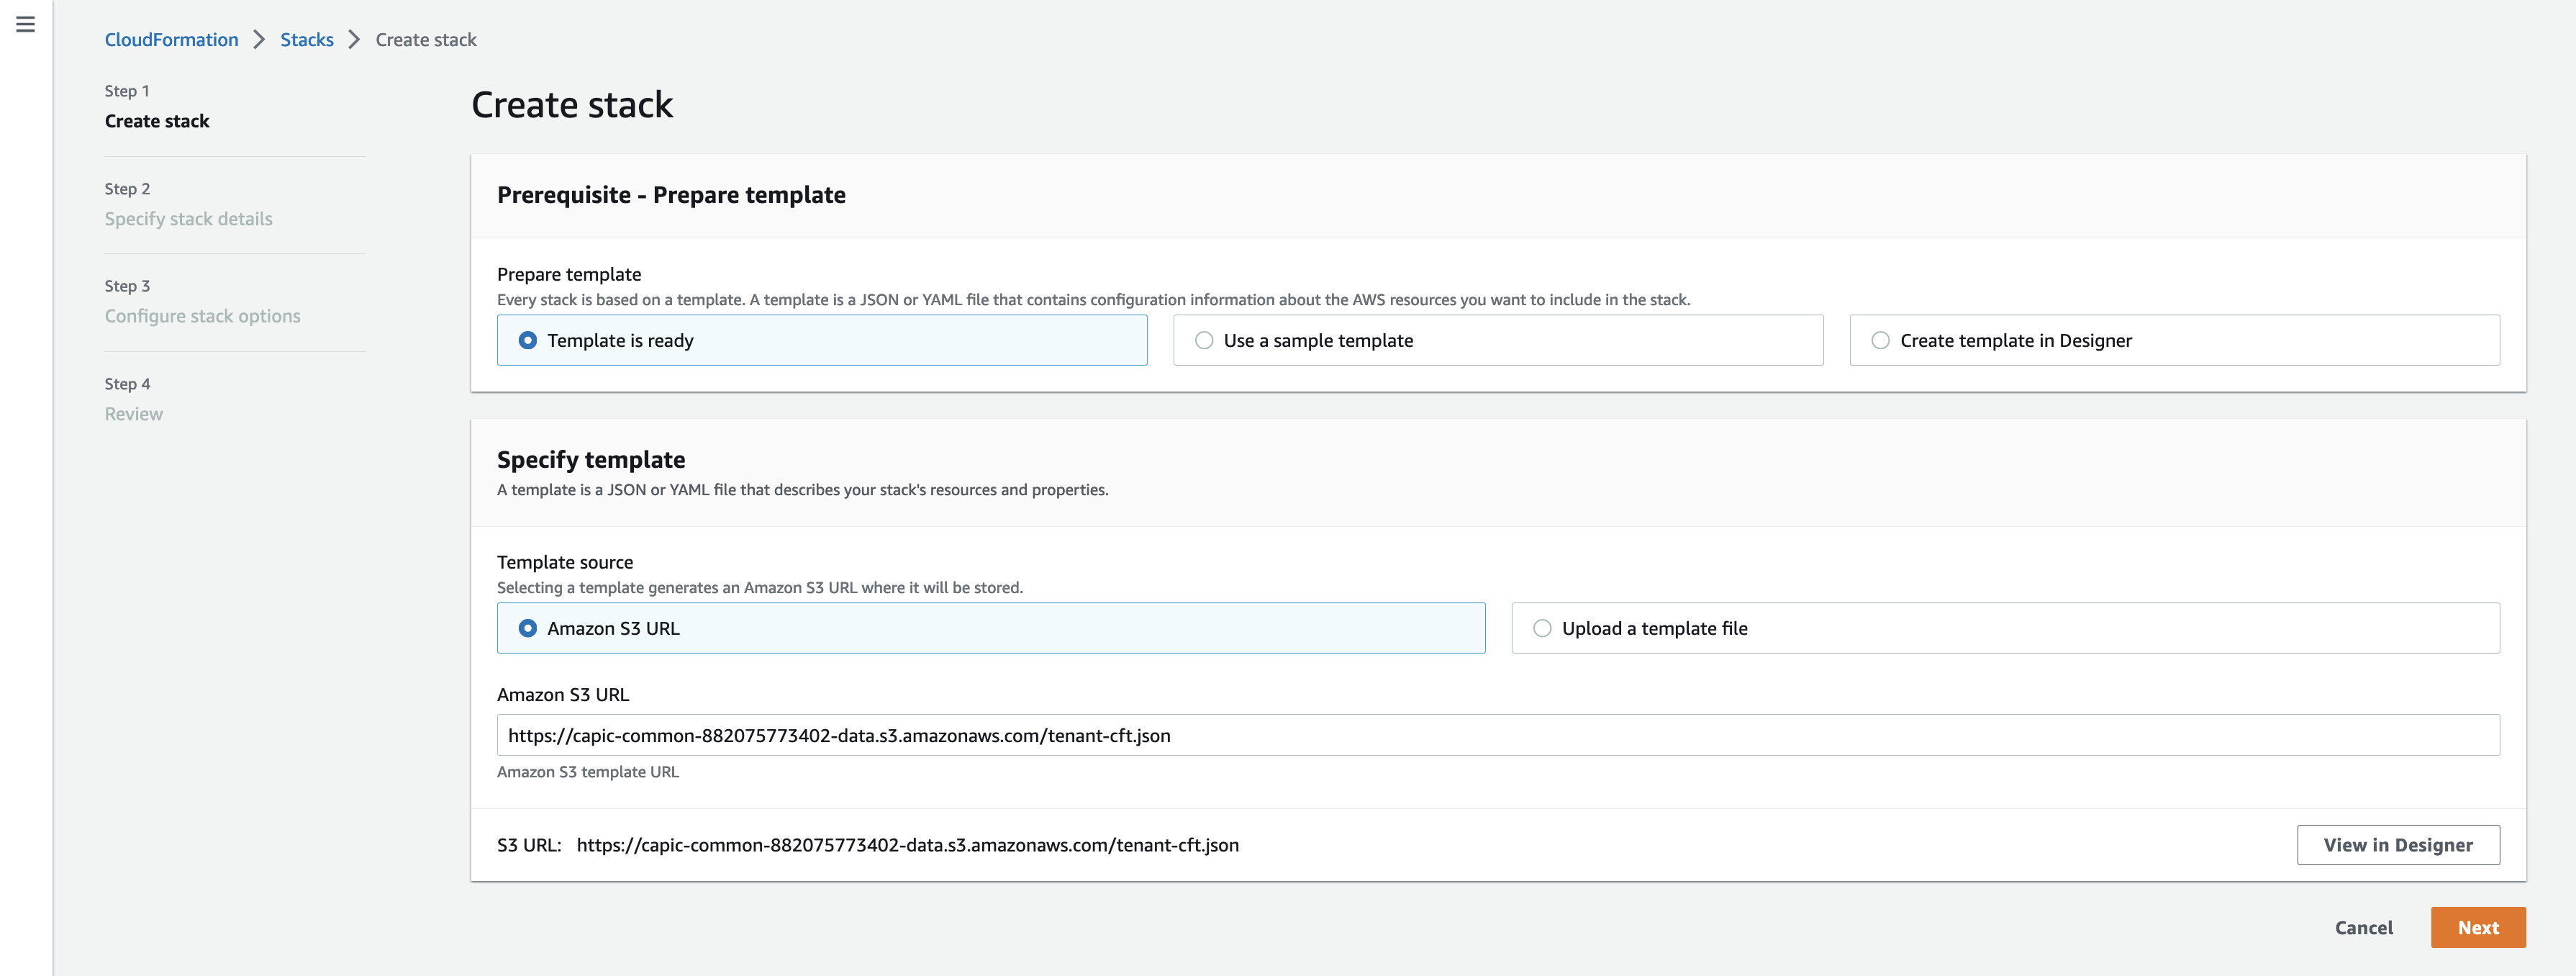 CloudFormation > Stacks > Create stack
Step 1
Create stack
Step 2
Specify stack details
Step 3
Configure stack options
Step 4
Review
Create stack
Prerequisite - Prepare template
Prepare template
Every stack is based on a template. A template is a JSON or YAML file that contains configuration information about the AWS resources you want to include in the stack.
Template is ready
Use a sample template
Create template in Designer
Specify template
A template is a JSON or YAML file that describes your stack's resources and properties.
Template source
Selecting a template generates an Amazon S3 URL where it will be stored.
Amazon S3 URL
Upload a template file
Amazon S3 URL
https://capic-common-882075773402-data.s3.amazonaws.com/tenant-cft.json
Amazon S3 template URL
S3 URL: https://capic-common-882075773402-data.s3.amazonaws.com/tenant-cft.json
View in Designer
Cancel
Next